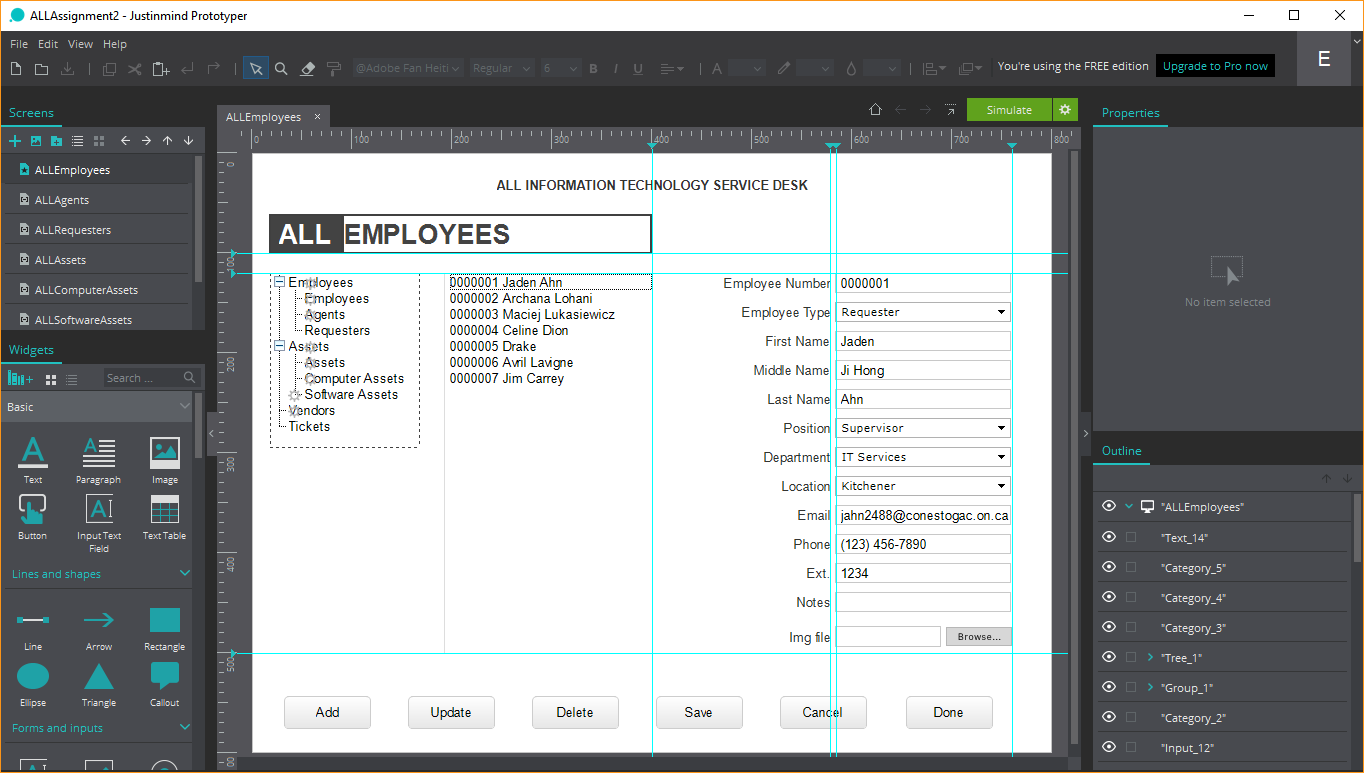 ALLAssignment2 - Justinmind Prototyper
File Edit View Help
@Adobe Fan Heiti Regular 6 B I U A
You're using the FREE edition
Upgrade to Pro now
E
Screens
ALLEmployees
ALLAgents
ALLRequesters
ALLAssets
ALLComputerAssets
ALLSoftwareAssets
Widgets
Search ...
Basic
Text Paragraph Image
Button Input Text Field Text Table
Lines and shapes
Line Arrow Rectangle
Ellipse Triangle Callout
Forms and inputs
ALLEmployees ×
Simulate
0 100 200 300 400 500 600 700 800
0
100
200
300
400
500
ALL INFORMATION TECHNOLOGY SERVICE DESK
ALL EMPLOYEES
Employees
Employees
Agents
Requesters
Assets
Assets
Computer Assets
Software Assets
Vendors
Tickets
0000001 Jaden Ahn
0000002 Archana Lohani
0000003 Maciej Lukasiewicz
0000004 Celine Dion
0000005 Drake
0000006 Avril Lavigne
0000007 Jim Carrey
Employee Number 0000001
Employee Type Requester
First Name Jaden
Middle Name Ji Hong
Last Name Ahn
Position Supervisor
Department IT Services
Location Kitchener
Email jahn2488@conestogac.on.ca
Phone (123) 456-7890
Ext. 1234
Notes
Img file Browse...
Add Update Delete Save Cancel Done
Properties
No item selected
Outline
"ALLEmployees"
"Text_14"
"Category_5"
"Category_4"
"Category_3"
"Tree_1"
"Group_1"
"Category_2"
"Input_12"